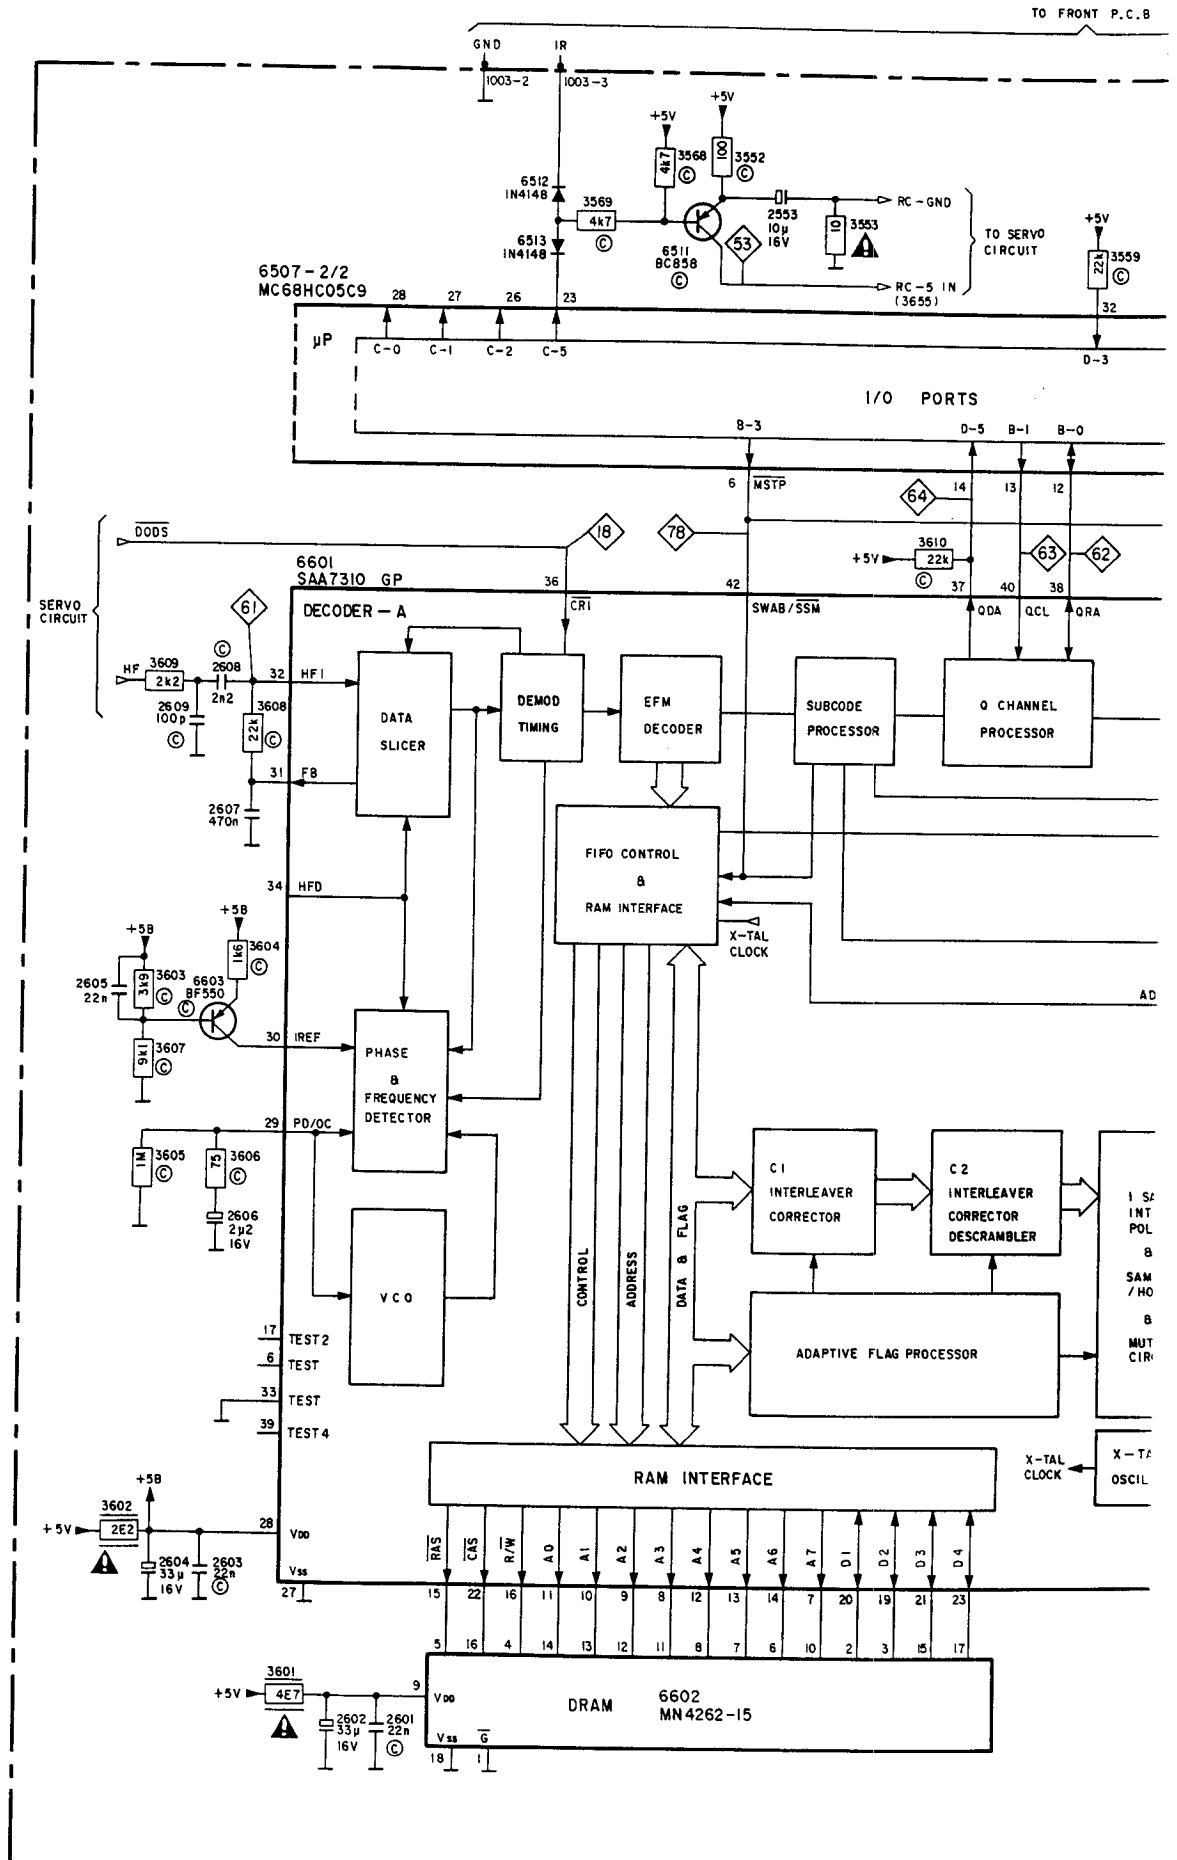 TO FRONT P.C.B
GND IR
1003-2 1003-3
+5V
+5V
4k7 3568 ©
100 3552 ©
6512
1N4148
3569
4k7
©
6513
1N4148
6511
BC858
©
53
2553
10µ
16V
10 3553
RC-GND
TO SERVO
CIRCUIT
RC-5 IN
(3655)
+5V
22k 3559 ©
6507-2/2
MC68HC05C9
28 27 26 23 32
µP
C-0 C-1 C-2 C-5 D-3
I/O PORTS
B-3 D-5 B-1 B-0
6 MSTP 14 13 12
64
DODS
18
78
3610
+5V 22k
©
63 62
6601
SAA7310 GP
36 42 37 40 38
CRI SWAB/SSM QDA QCL QRA
DECODER-A
SERVO
CIRCUIT
61
HF
3609
2k2
©
2608
2n2
2609
100p
©
3608
22k
©
32 HFI
31 FB
2607
470n
DATA
SLICER
DEMOD
TIMING
EFM
DECODER
SUBCODE
PROCESSOR
Q CHANNEL
PROCESSOR
FIFO CONTROL
&
RAM INTERFACE
X-TAL
CLOCK
34 HFD
+5B
+5B
1k6 3604 ©
2605
22n
3k9 3603 ©
6603
BF550
©
9k1 3607 ©
30 IREF
AD
PHASE
&
FREQUENCY
DETECTOR
29 PD/OC
1M 3605 ©
75 3606 ©
2606
2µ2
16V
VCO
C1
INTERLEAVER
CORRECTOR
C2
INTERLEAVER
CORRECTOR
DESCRAMBLER
1 SA
INT
POL
&
SAM
/HO
&
MUT
CIR
CONTROL
ADDRESS
DATA & FLAG
ADAPTIVE FLAG PROCESSOR
17 TEST2
6 TEST
33 TEST
39 TEST4
RAM INTERFACE
X-TAL
CLOCK
X-TA
OSCIL
+5B
3602
+5V 2E2
28 VDD
2604
33µ
16V
2603
22n
©
VSS
27
RAS CAS R/W A0 A1 A2 A3 A4 A5 A6 A7 D1 D2 D3 D4
15 22 16 11 10 9 8 12 13 14 7 20 19 21 23
5 16 4 14 13 12 11 8 7 6 10 2 3 15 17
3601
+5V 4E7
9 VDD
2602
33µ
16V
2601
22n
©
DRAM
6602
MN4262-15
VSS G
18 1